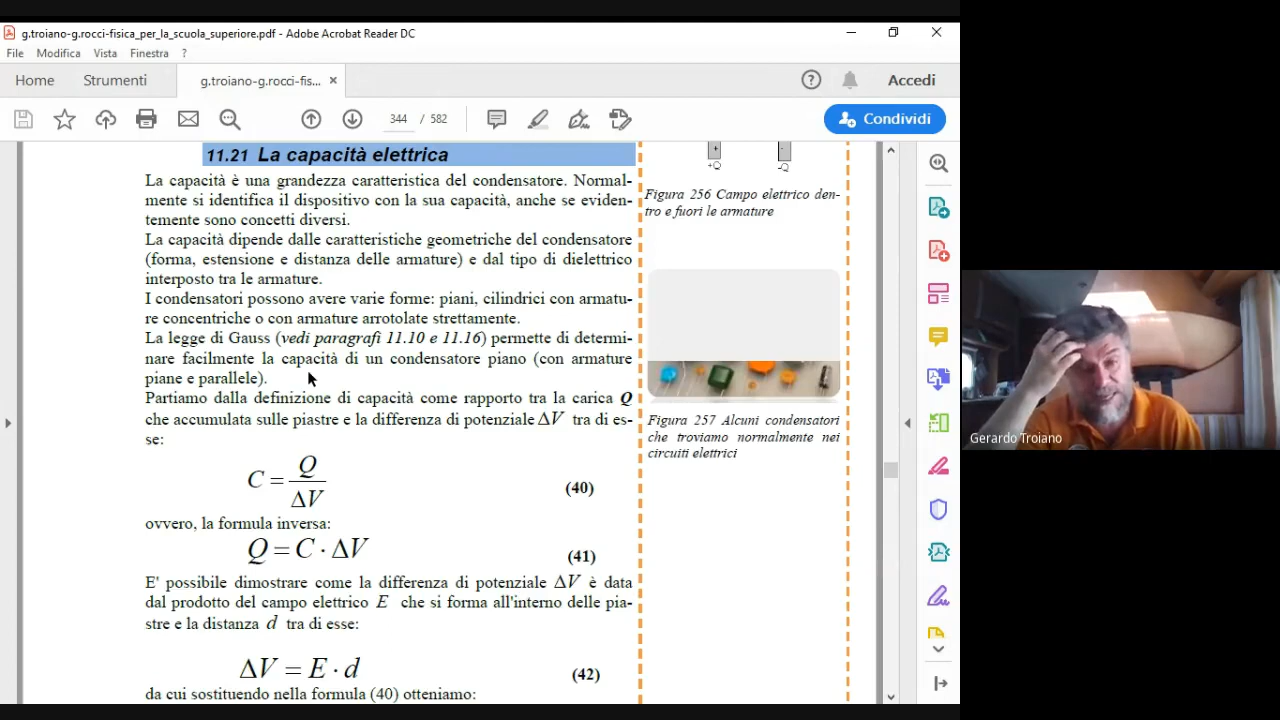 g.troiano-g.rocci-fisica_per_la_scuola_superiore.pdf - Adobe Acrobat Reader DC
File Modifica Vista Finestra ?
Home Strumenti g.troiano-g.rocci-fis... × Accedi
344 / 582 Condividi
11.21 La capacità elettrica
La capacità è una grandezza caratteristica del condensatore. Normal-
mente si identifica il dispositivo con la sua capacità, anche se eviden-
temente sono concetti diversi.
La capacità dipende dalle caratteristiche geometriche del condensatore
(forma, estensione e distanza delle armature) e dal tipo di dielettrico
interposto tra le armature.
I condensatori possono avere varie forme: piani, cilindrici con armatu-
re concentriche o con armature arrotolate strettamente.
La legge di Gauss (vedi paragrafi 11.10 e 11.16) permette di determi-
nare facilmente la capacità di un condensatore piano (con armature
piane e parallele).
Partiamo dalla definizione di capacità come rapporto tra la carica Q
che accumulata sulle piastre e la differenza di potenziale ΔV tra di es-
se:
C = Q / ΔV (40)
ovvero, la formula inversa:
Q = C · ΔV (41)
E' possibile dimostrare come la differenza di potenziale ΔV è data
dal prodotto del campo elettrico E che si forma all'interno delle pia-
stre e la distanza d tra di esse:
ΔV = E · d (42)
da cui sostituendo nella formula (40) otteniamo:
+ -
+Q -Q
Figura 256 Campo elettrico den-
tro e fuori le armature
Figura 257 Alcuni condensatori
che troviamo normalmente nei
circuiti elettrici
Gerardo Troiano